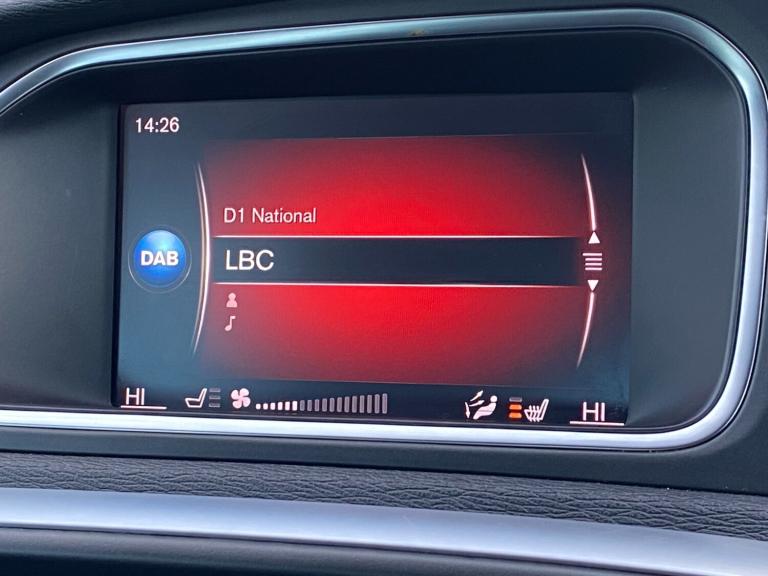 14:26
D1 National
DAB
LBC
HI
HI